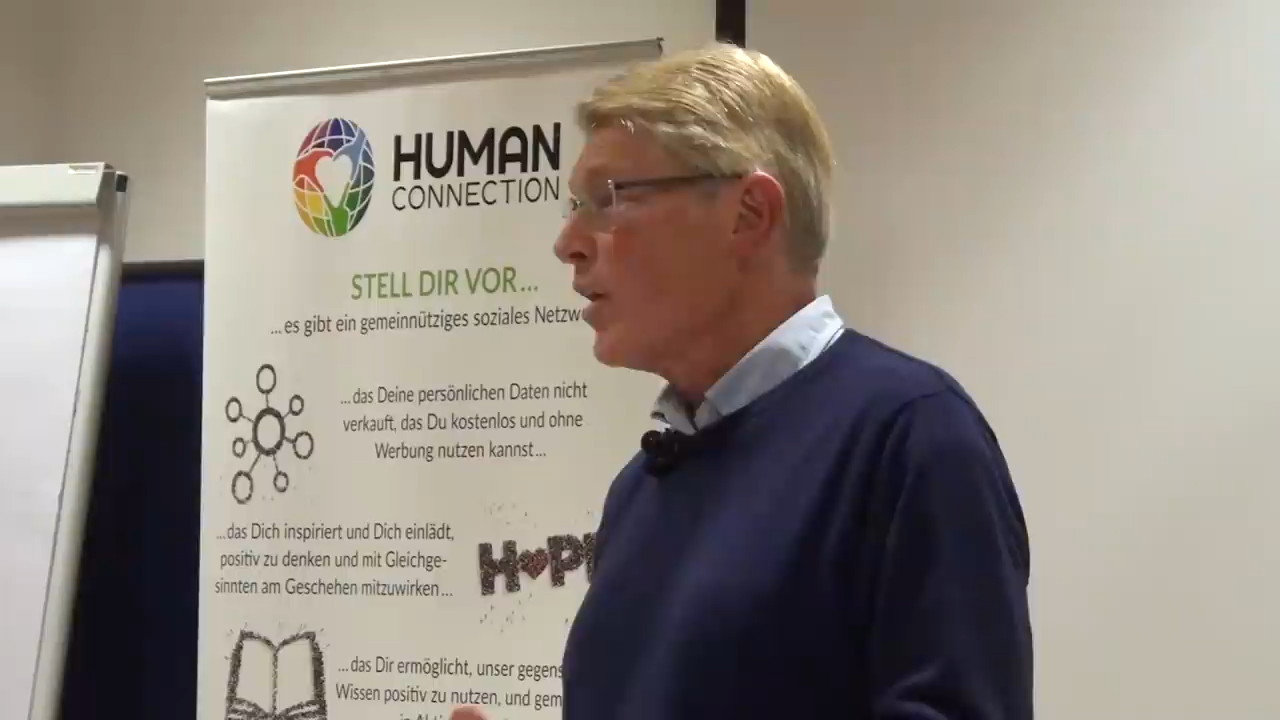 HUMAN
CONNECTION
STELL DIR VOR...
...es gibt ein gemeinnütziges soziales
...das Deine persönlichen Daten nicht
verkauft, das Du kostenlos und ohne
Werbung nutzen kannst...
...das Dich inspiriert und Dich einlädt,
positiv zu denken und mit Gleichge-
sinnten am Geschehen mitzuwirken...
...das Dir ermöglicht, unser
Wissen positiv zu nutzen, und